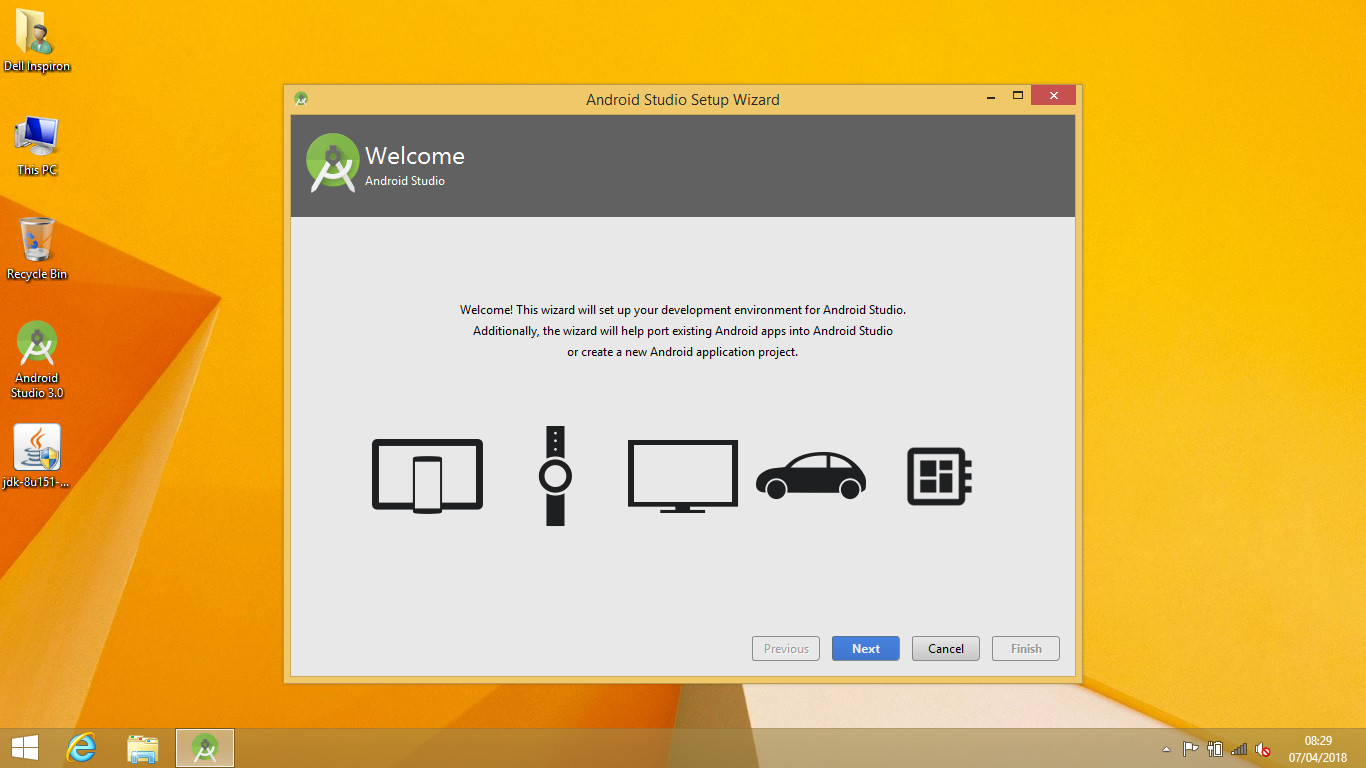 Dell Inspiron
This PC
Recycle Bin
Android
Studio 3.0
jdk-8u151-...
Android Studio Setup Wizard
Welcome
Android Studio
Welcome! This wizard will set up your development environment for Android Studio.
Additionally, the wizard will help port existing Android apps into Android Studio
or create a new Android application project.
Previous
Next
Cancel
Finish
08:29
07/04/2018